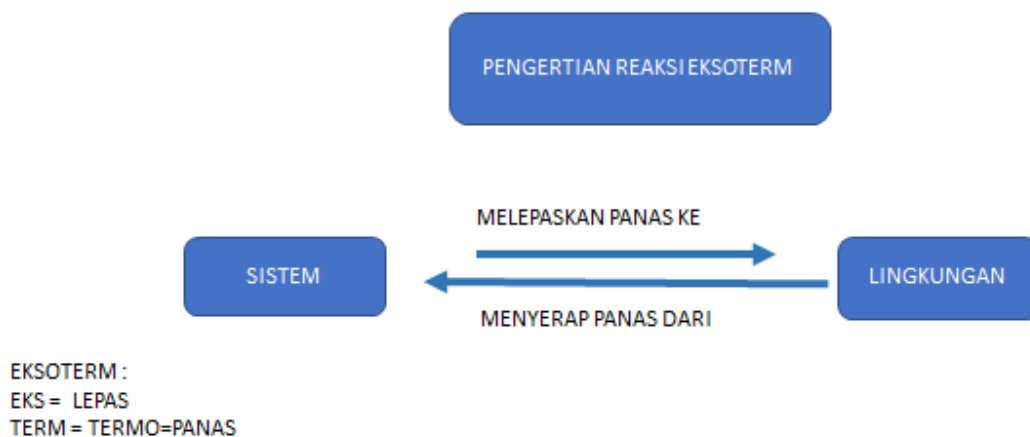 PENGERTIAN REAKSI EKSOTERM
MELEPASKAN PANAS KE
SISTEM
LINGKUNGAN
MENYERAP PANAS DARI
EKSOTERM :
EKS = LEPAS
TERM = TERMO=PANAS